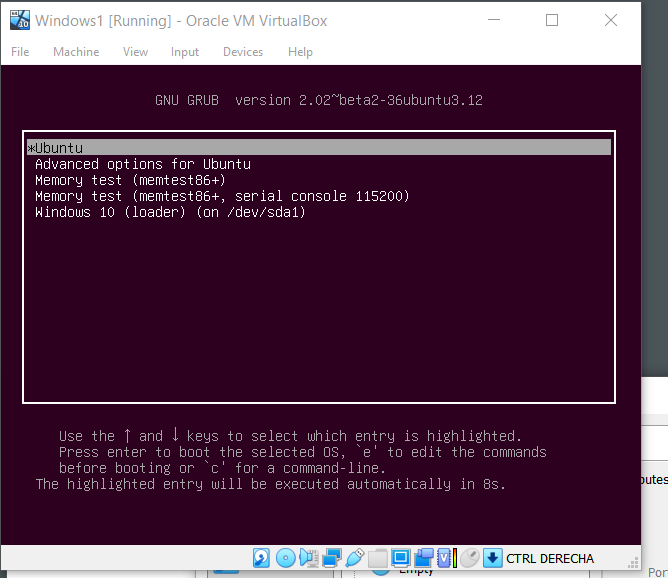 Windows1 [Running] - Oracle VM VirtualBox
File Machine View Input Devices Help
GNU GRUB version 2.02~beta2-36ubuntu3.12
*Ubuntu
Advanced options for Ubuntu
Memory test (memtest86+)
Memory test (memtest86+, serial console 115200)
Windows 10 (loader) (on /dev/sda1)
Use the ↑ and ↓ keys to select which entry is highlighted.
Press enter to boot the selected OS, `e' to edit the commands
before booting or `c' for a command-line.
The highlighted entry will be executed automatically in 8s.
butes
CTRL DERECHA
Empty
Por